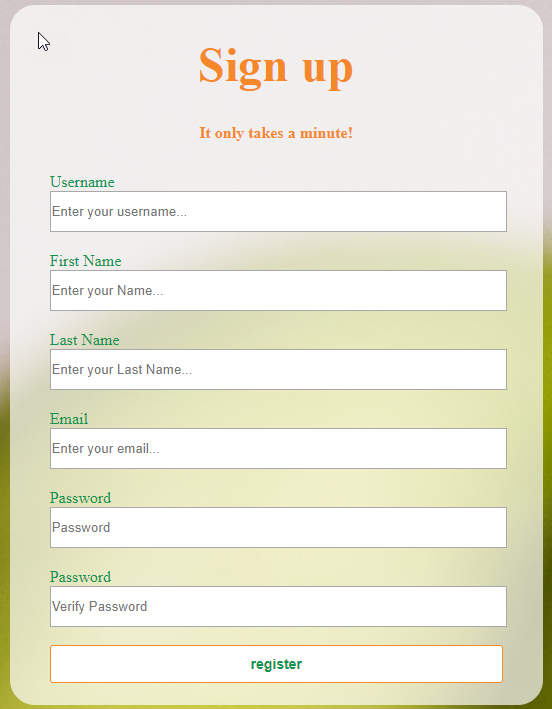 Sign up
It only takes a minute!
Username
Enter your username...
First Name
Enter your Name...
Last Name
Enter your Last Name...
Email
Enter your email...
Password
Password
Password
Verify Password
register